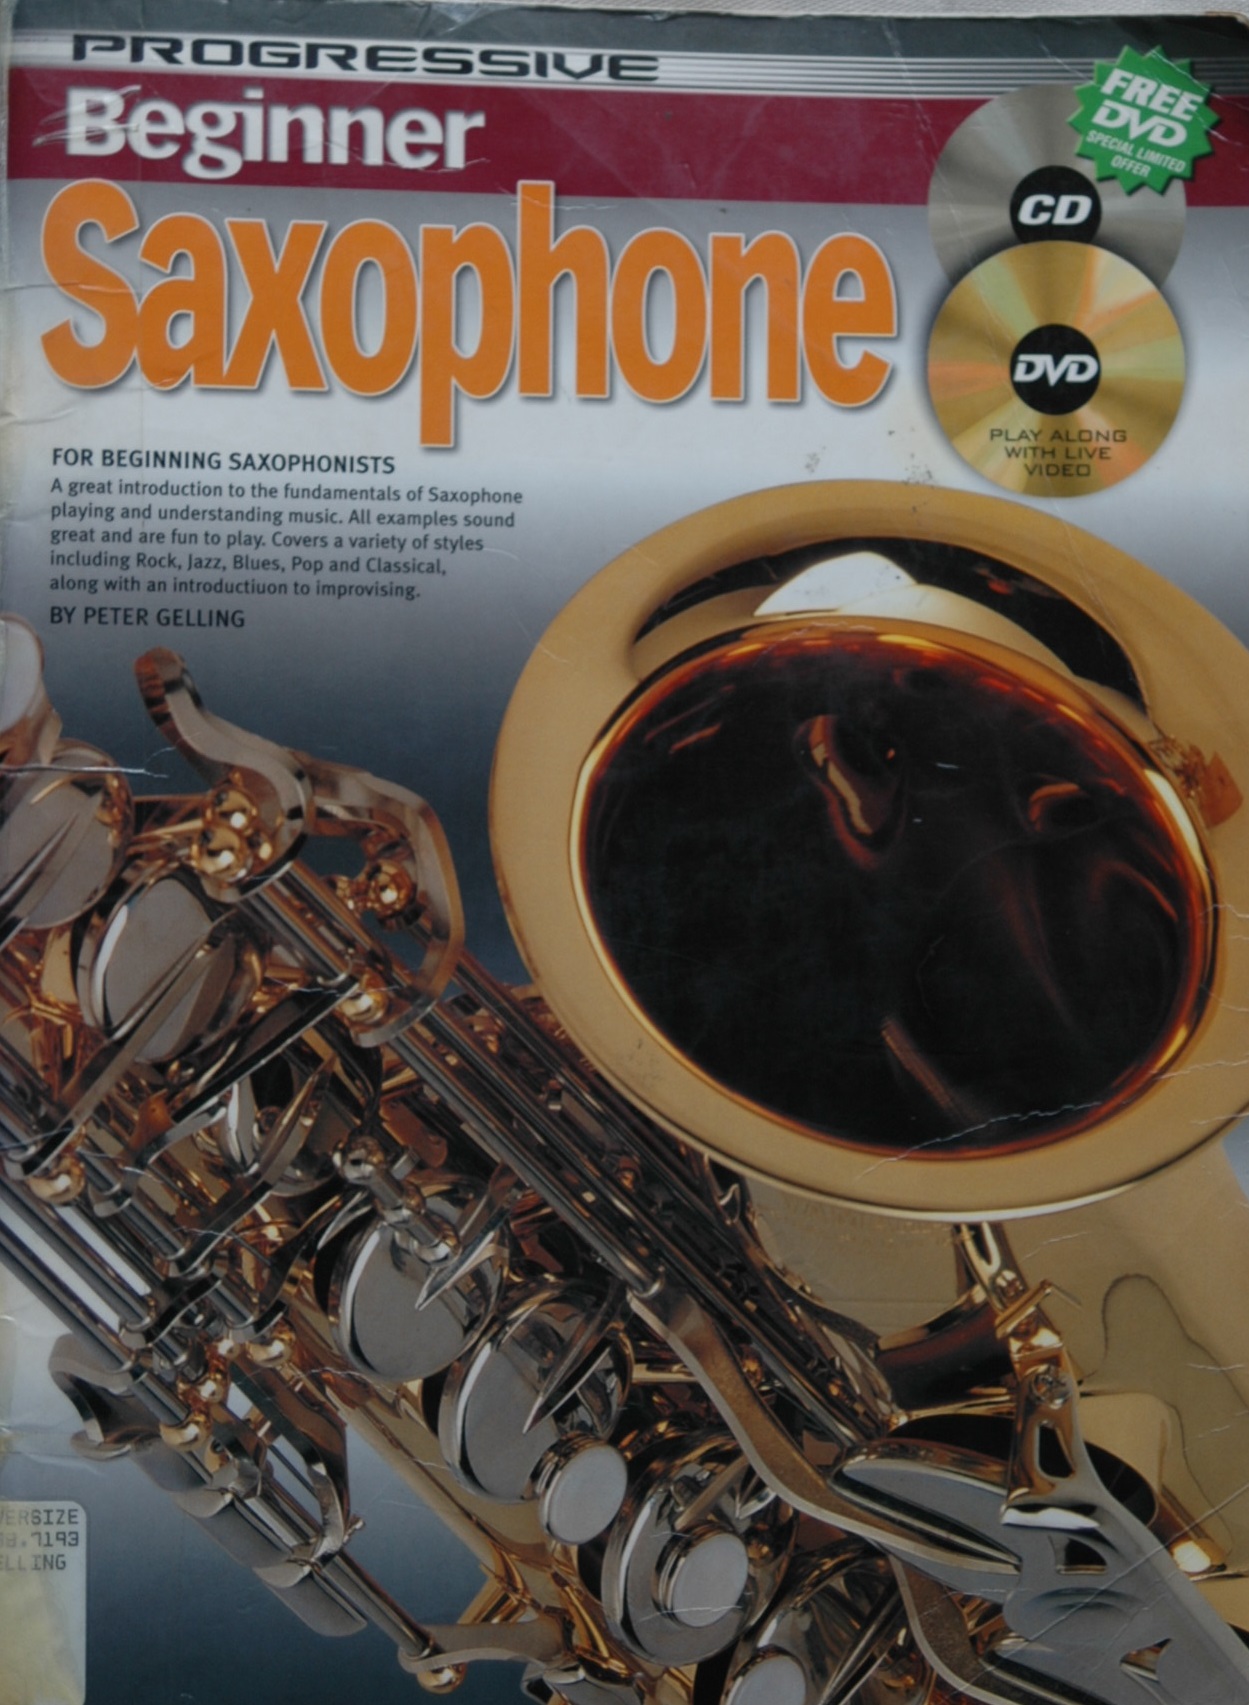 PROGRESSIVE
Beginner
Saxophone
FREE
DVD
SPECIAL LIMITED
OFFER
CD
DVD
PLAY ALONG
WITH LIVE
VIDEO
FOR BEGINNING SAXOPHONISTS
A great introduction to the fundamentals of Saxophone
playing and understanding music. All examples sound
great and are fun to play. Covers a variety of styles
including Rock, Jazz, Blues, Pop and Classical,
along with an introductiuon to improvising.
BY PETER GELLING
VERSIZE
.7193
LLING